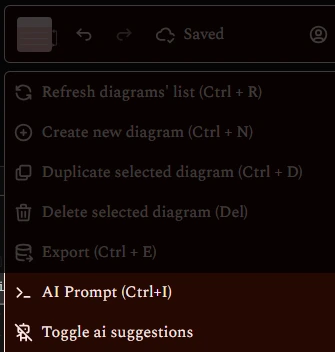 Saved
Refresh diagrams' list (Ctrl + R)
Create new diagram (Ctrl + N)
Duplicate selected diagram (Ctrl + D)
Delete selected diagram (Del)
Export (Ctrl + E)
AI Prompt (Ctrl+I)
Toggle ai suggestions